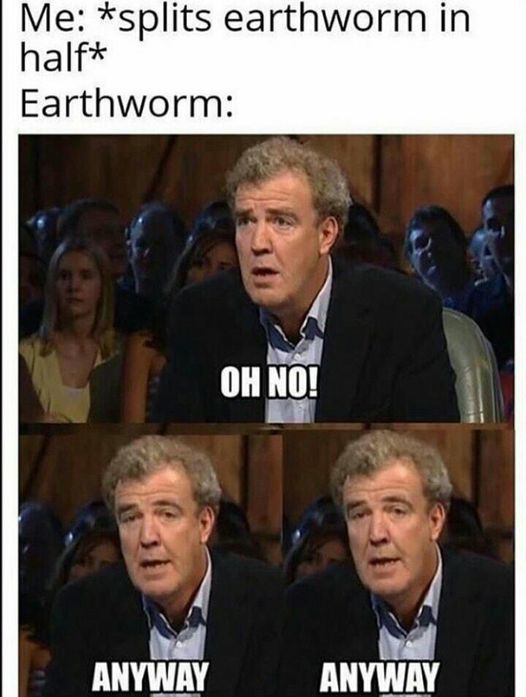 Me: *splits earthworm in
half*
Earthworm:
OH NO!
ANYWAY ANYWAY